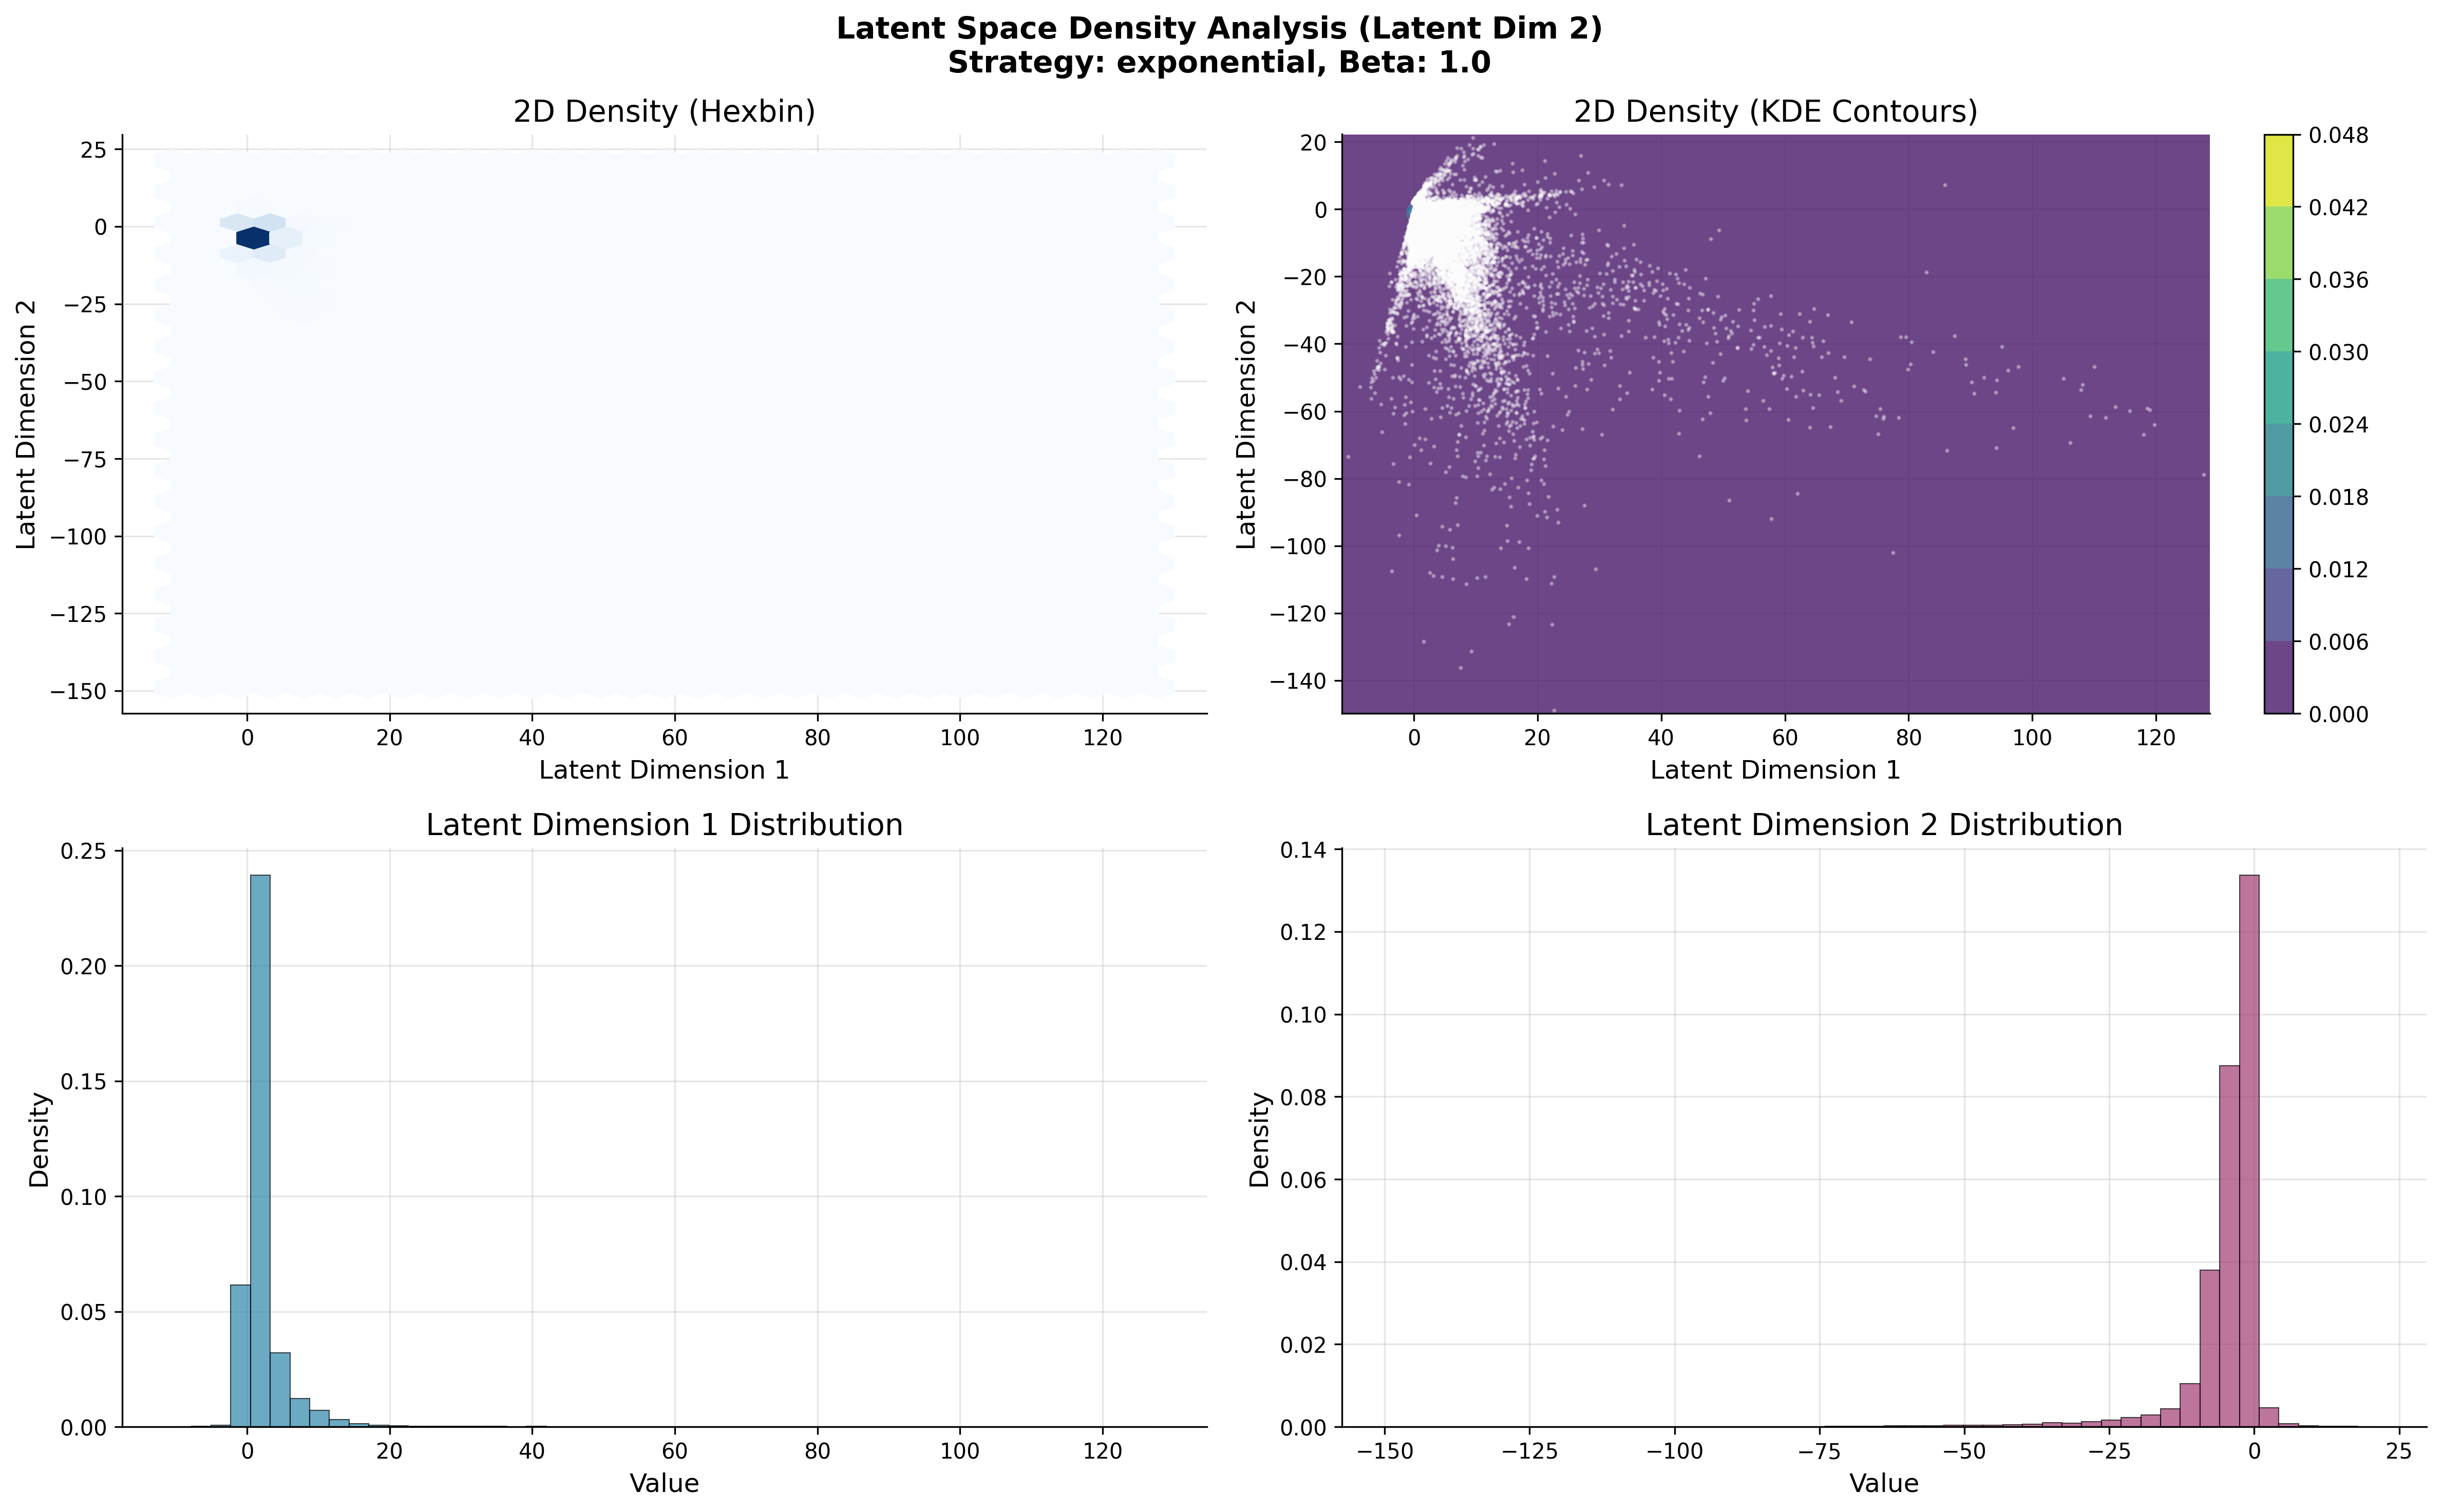 Latent Space Density Analysis (Latent Dim 2)
Strategy: exponential, Beta: 1.0
2D Density (Hexbin)
25
0
−25
−50
−75
−100
−125
−150
Latent Dimension 2
0 20 40 60 80 100 120
Latent Dimension 1
2D Density (KDE Contours)
20
0
−20
−40
−60
−80
−100
−120
−140
Latent Dimension 2
0 20 40 60 80 100 120
Latent Dimension 1
0.048
0.042
0.036
0.030
0.024
0.018
0.012
0.006
0.000
Latent Dimension 1 Distribution
0.25
0.20
0.15
0.10
0.05
0.00
Density
0 20 40 60 80 100 120
Value
Latent Dimension 2 Distribution
0.14
0.12
0.10
0.08
0.06
0.04
0.02
0.00
Density
−150 −125 −100 −75 −50 −25 0 25
Value